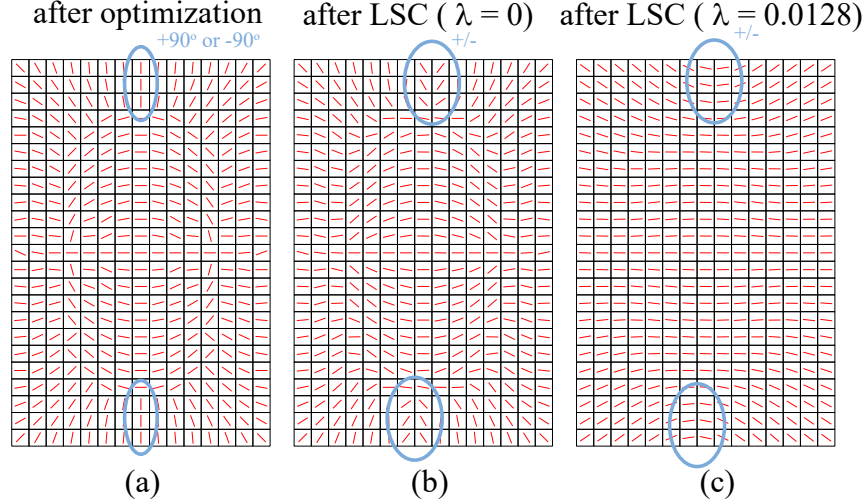 after optimization
after LSC ( λ = 0)
after LSC ( λ = 0.0128)
+90° or -90°
+/-
+/-
(a)
(b)
(c)